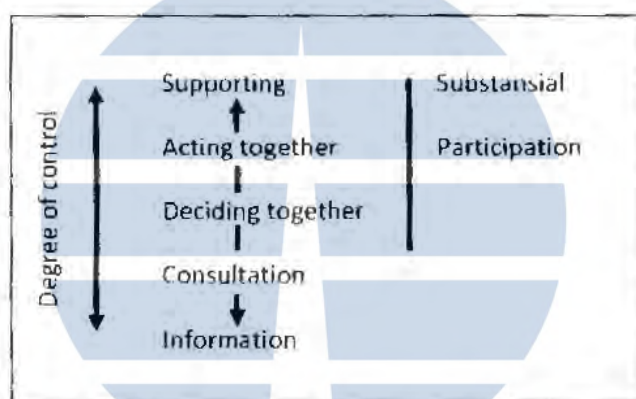 Degree of control
Supporting
Substansial
Acting together
Participation
Deciding together
Consultation
Information